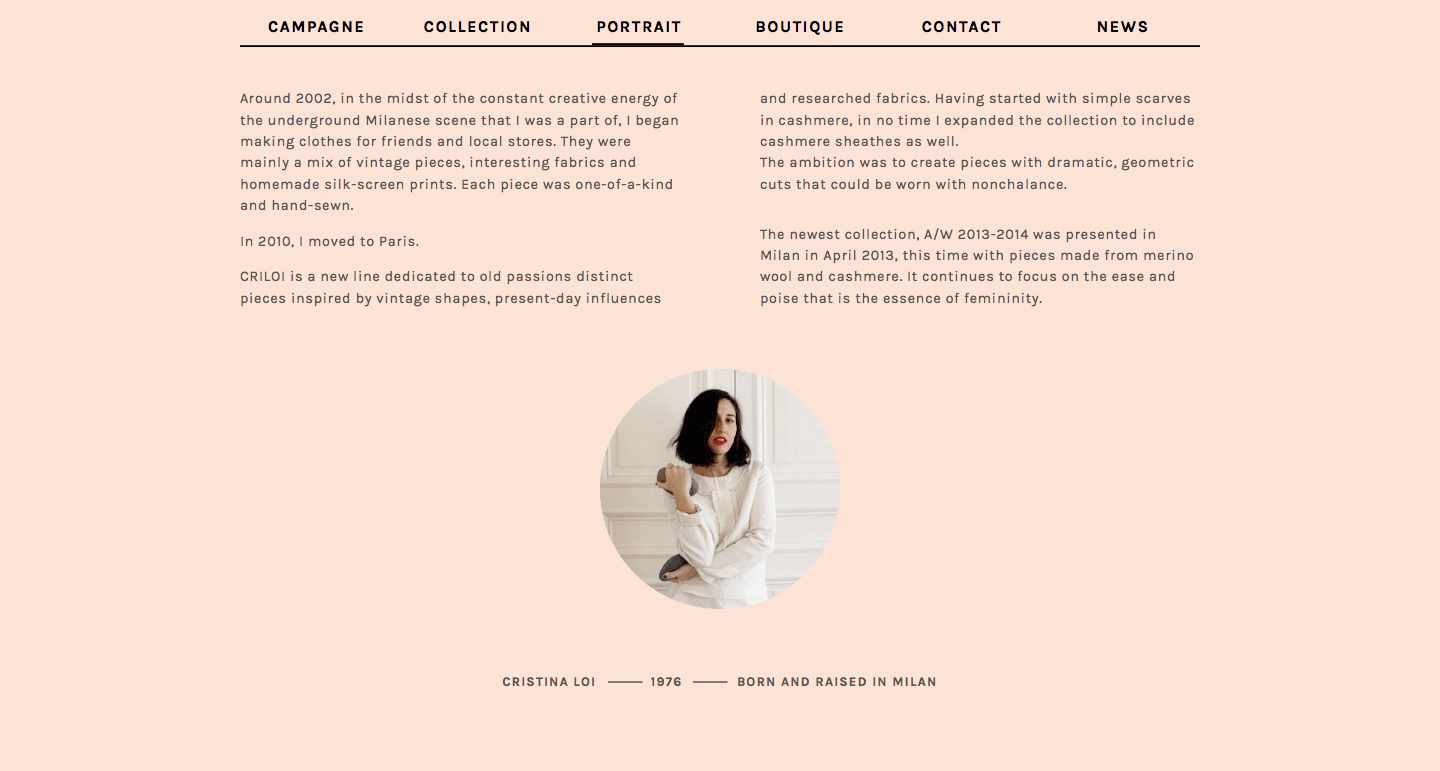 CAMPAGNE COLLECTION PORTRAIT BOUTIQUE CONTACT NEWS
Around 2002, in the midst of the constant creative energy of
the underground Milanese scene that I was a part of, I began
making clothes for friends and local stores. They were
mainly a mix of vintage pieces, interesting fabrics and
homemade silk-screen prints. Each piece was one-of-a-kind
and hand-sewn.
In 2010, I moved to Paris.
CRILOI is a new line dedicated to old passions distinct
pieces inspired by vintage shapes, present-day influences
and researched fabrics. Having started with simple scarves
in cashmere, in no time I expanded the collection to include
cashmere sheathes as well.
The ambition was to create pieces with dramatic, geometric
cuts that could be worn with nonchalance.
The newest collection, A/W 2013-2014 was presented in
Milan in April 2013, this time with pieces made from merino
wool and cashmere. It continues to focus on the ease and
poise that is the essence of femininity.
CRISTINA LOI —— 1976 —— BORN AND RAISED IN MILAN